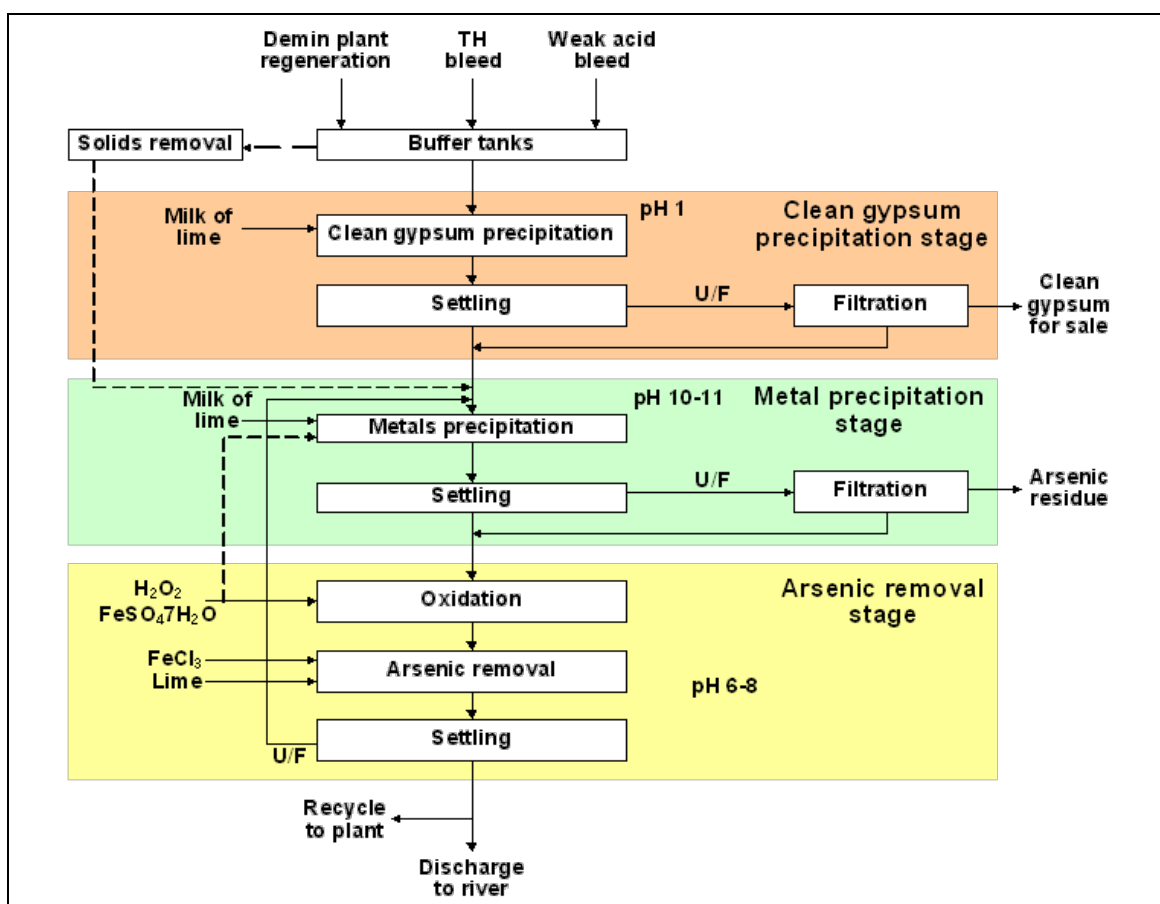 Demin plant
regeneration
TH
bleed
Weak acid
bleed
Solids removal
Buffer tanks
pH 1
Clean gypsum
precipitation stage
Milk of
lime
Clean gypsum precipitation
Settling
U/F
Filtration
Clean
gypsum
for sale
pH 10-11
Metal precipitation
stage
Milk of
lime
Metals precipitation
Settling
U/F
Filtration
Arsenic
residue
H₂O₂
FeSO₄7H₂O
Oxidation
Arsenic removal
stage
FeCl₃
Lime
Arsenic removal
pH 6-8
Settling
U/F
Recycle
to plant
Discharge
to river